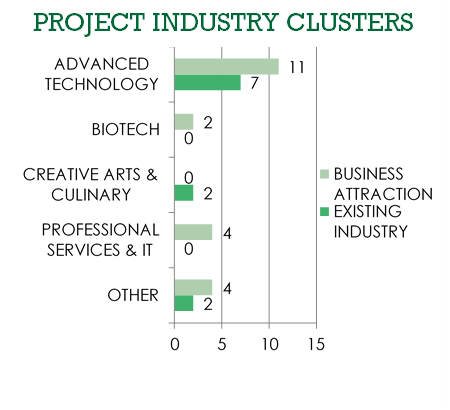 PROJECT INDUSTRY CLUSTERS
ADVANCED
TECHNOLOGY
11
7
BIOTECH
2
0
CREATIVE ARTS &
CULINARY
0
2
PROFESSIONAL
SERVICES & IT
4
0
OTHER
4
2
0 5 10 15
BUSINESS
ATTRACTION
EXISTING
INDUSTRY